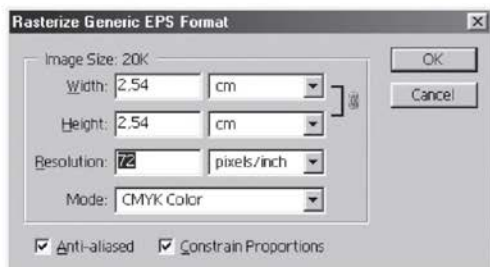 Rasterize Generic EPS Format
Image Size: 20K
Width: 2,54 cm
Height: 2,54 cm
Resolution: 72 pixels/inch
Mode: CMYK Color
Anti-aliased Constrain Proportions
OK
Cancel